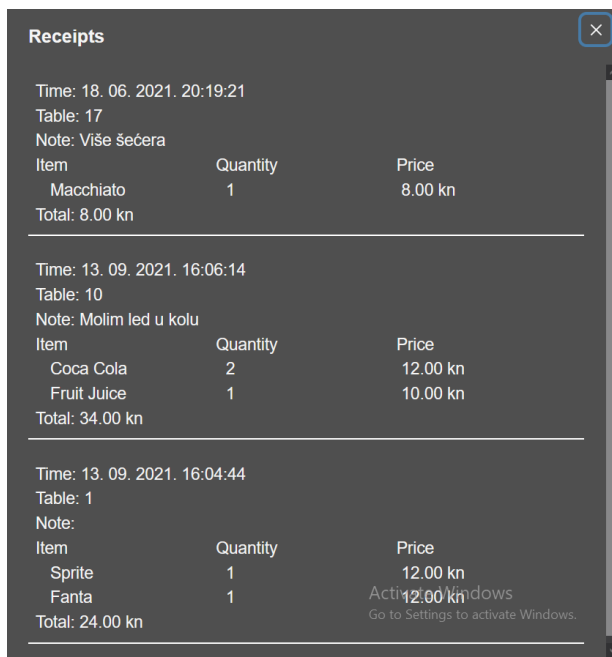 Receipts
Time: 18. 06. 2021. 20:19:21
Table: 17
Note: Više šećera
Item Quantity Price
Macchiato 1 8.00 kn
Total: 8.00 kn
Time: 13. 09. 2021. 16:06:14
Table: 10
Note: Molim led u kolu
Item Quantity Price
Coca Cola 2 12.00 kn
Fruit Juice 1 10.00 kn
Total: 34.00 kn
Time: 13. 09. 2021. 16:04:44
Table: 1
Note:
Item Quantity Price
Sprite 1 12.00 kn
Fanta 1 12.00 kn
Activate Windows
Total: 24.00 kn
Go to Settings to activate Windows.